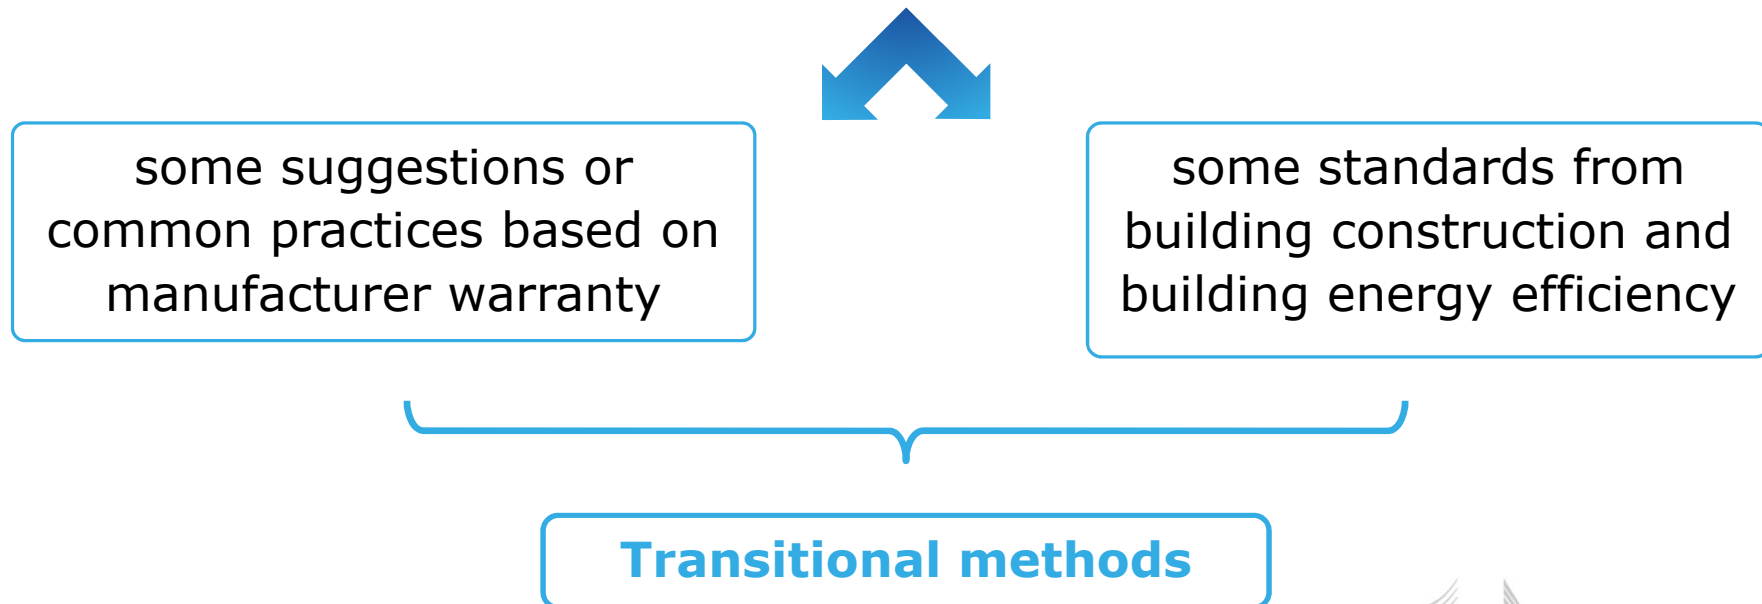 some suggestions or
common practices based on
manufacturer warranty
some standards from
building construction and
building energy efficiency
Transitional methods